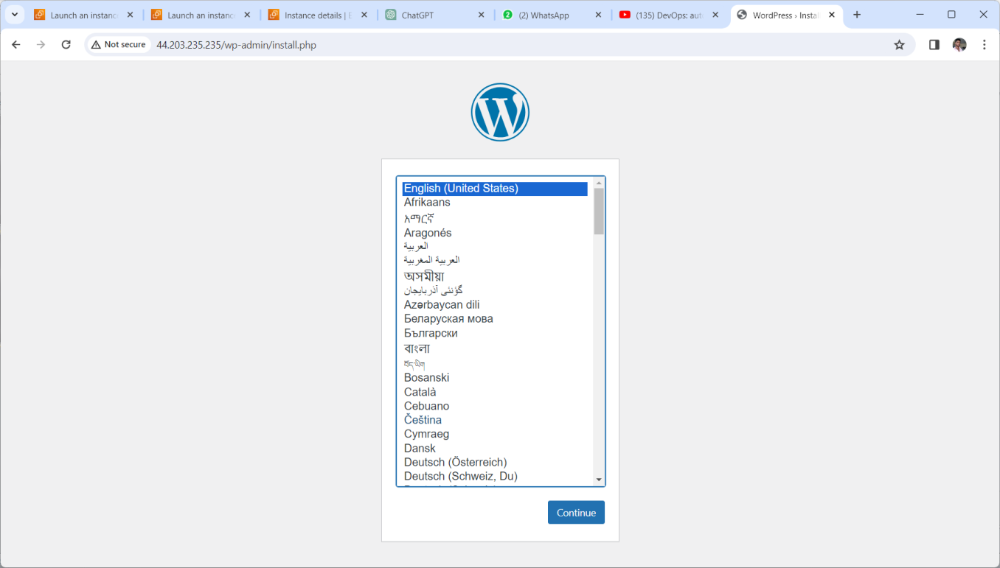 Launch an instanc
Launch an instanc
Instance details | E
ChatGPT
(2) WhatsApp
(135) DevOps: aut
WordPress › Instal
Not secure
44.203.235.235/wp-admin/install.php
English (United States)
Afrikaans
አማርኛ
Aragonés
العربية
العربية المغربية
অসমীয়া
گؤنئی آذربایجان
Azərbaycan dili
Беларуская мова
Български
বাংলা
བོད་ཡིག
Bosanski
Català
Cebuano
Čeština
Cymraeg
Dansk
Deutsch (Österreich)
Deutsch (Schweiz, Du)
Continue